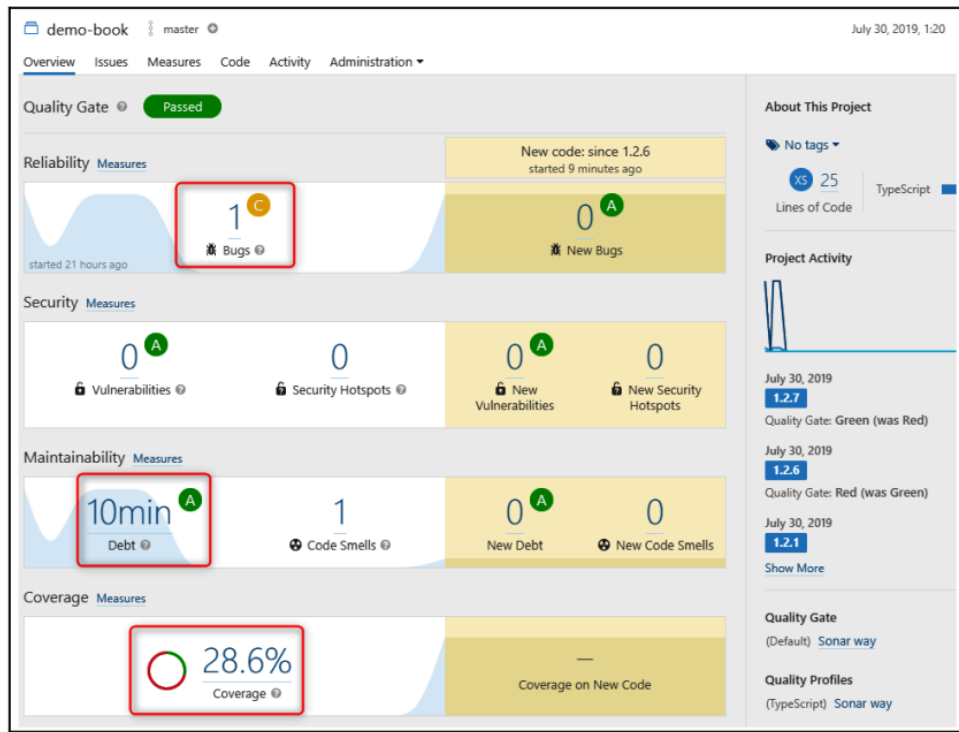 demo-book master July 30, 2019, 1:20
Overview Issues Measures Code Activity Administration
Quality Gate Passed
Reliability Measures
New code: since 1.2.6
started 9 minutes ago
1 C
Bugs
started 21 hours ago
0 A
New Bugs
Security Measures
0 A
Vulnerabilities
0
Security Hotspots
0 A
New
Vulnerabilities
0
New Security
Hotspots
Maintainability Measures
10min A
Debt
1
Code Smells
0 A
New Debt
0
New Code Smells
Coverage Measures
28.6%
Coverage
—
Coverage on New Code
About This Project
No tags
XS 25
Lines of Code
TypeScript
Project Activity
July 30, 2019
1.2.7
Quality Gate: Green (was Red)
July 30, 2019
1.2.6
Quality Gate: Red (was Green)
July 30, 2019
1.2.1
Show More
Quality Gate
(Default) Sonar way
Quality Profiles
(TypeScript) Sonar way